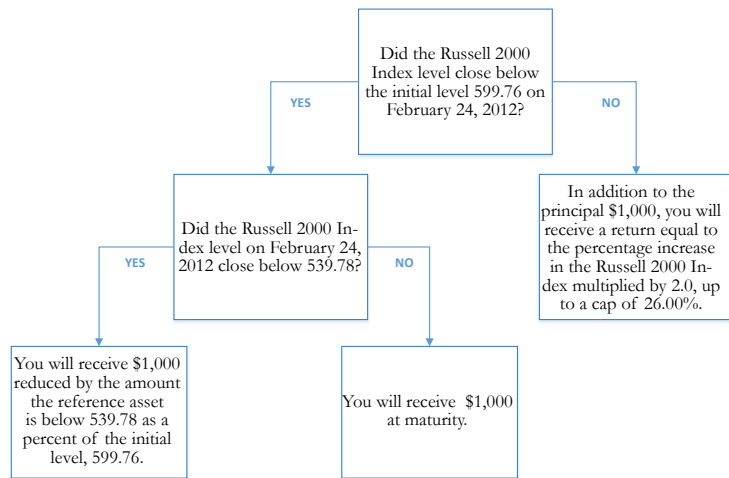 Did the Russell 2000
Index level close below
the initial level 599.76 on
February 24, 2012?
YES
NO
Did the Russell 2000 In-
dex level on February 24,
2012 close below 539.78?
In addition to the
principal $1,000, you will
receive a return equal to
the percentage increase
in the Russell 2000 In-
dex multiplied by 2.0, up
to a cap of 26.00%.
YES
NO
You will receive $1,000
reduced by the amount
the reference asset
is below 539.78 as a
percent of the initial
level, 599.76.
You will receive $1,000
at maturity.